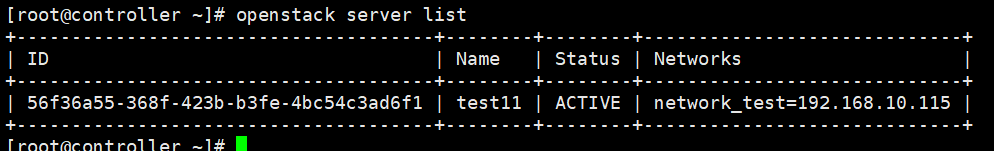 [root@controller ~]# openstack server list
+--------------------------------------+--------+--------+-----------------------------+
| ID                                   | Name   | Status | Networks                    |
+--------------------------------------+--------+--------+-----------------------------+
| 56f36a55-368f-423b-b3fe-4bc54c3ad6f1 | test11 | ACTIVE | network_test=192.168.10.115 |
+--------------------------------------+--------+--------+-----------------------------+
[root@controller ~]#